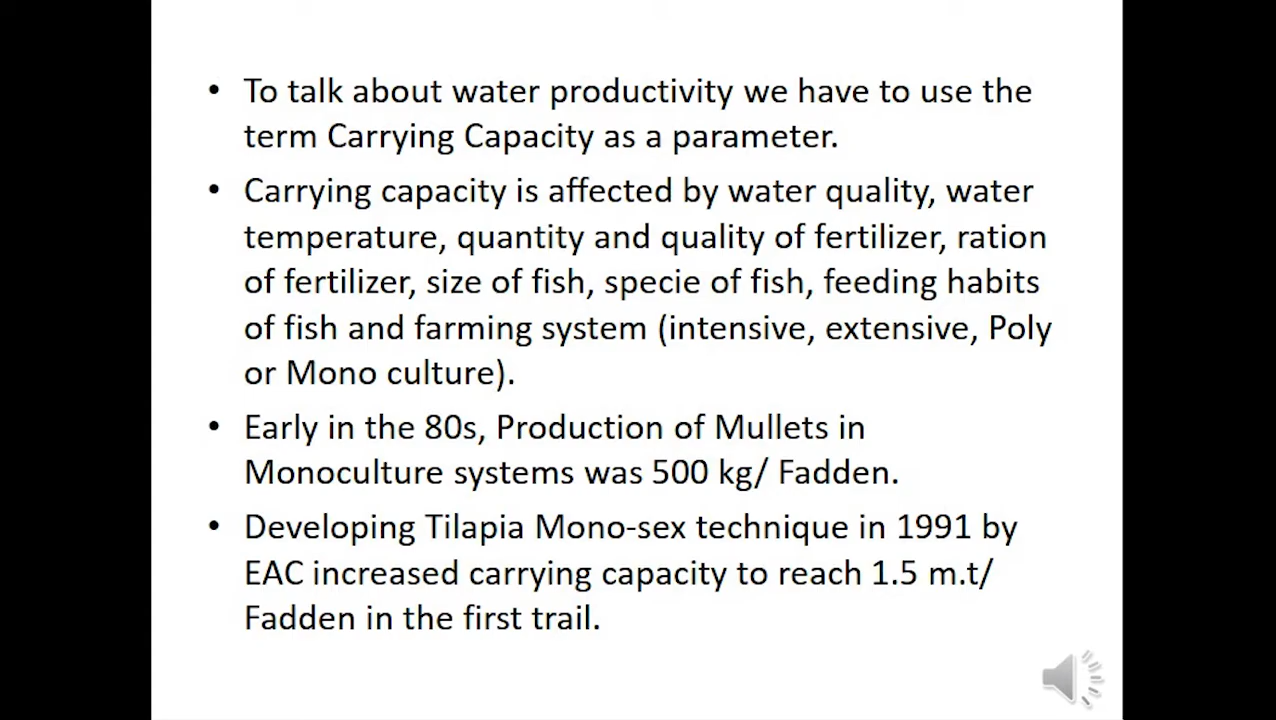 • To talk about water productivity we have to use the
term Carrying Capacity as a parameter.
• Carrying capacity is affected by water quality, water
temperature, quantity and quality of fertilizer, ration
of fertilizer, size of fish, specie of fish, feeding habits
of fish and farming system (intensive, extensive, Poly
or Mono culture).
• Early in the 80s, Production of Mullets in
Monoculture systems was 500 kg/ Fadden.
• Developing Tilapia Mono-sex technique in 1991 by
EAC increased carrying capacity to reach 1.5 m.t/
Fadden in the first trail.